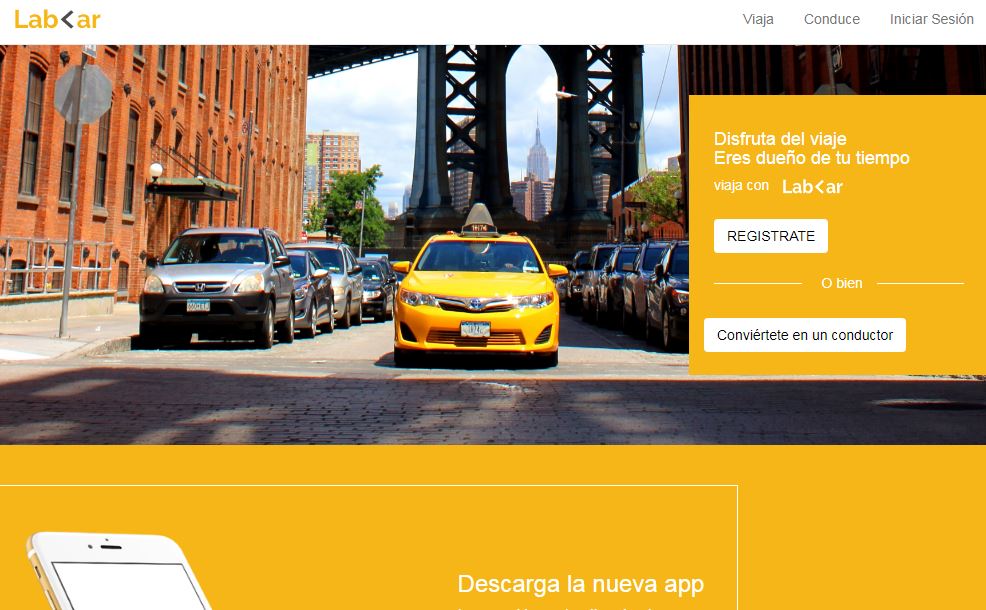 Lab<ar
Viaja Conduce Iniciar Sesión
Disfruta del viaje
Eres dueño de tu tiempo
viaja con Lab<ar
REGISTRATE
O bien
Conviértete en un conductor
Descarga la nueva app